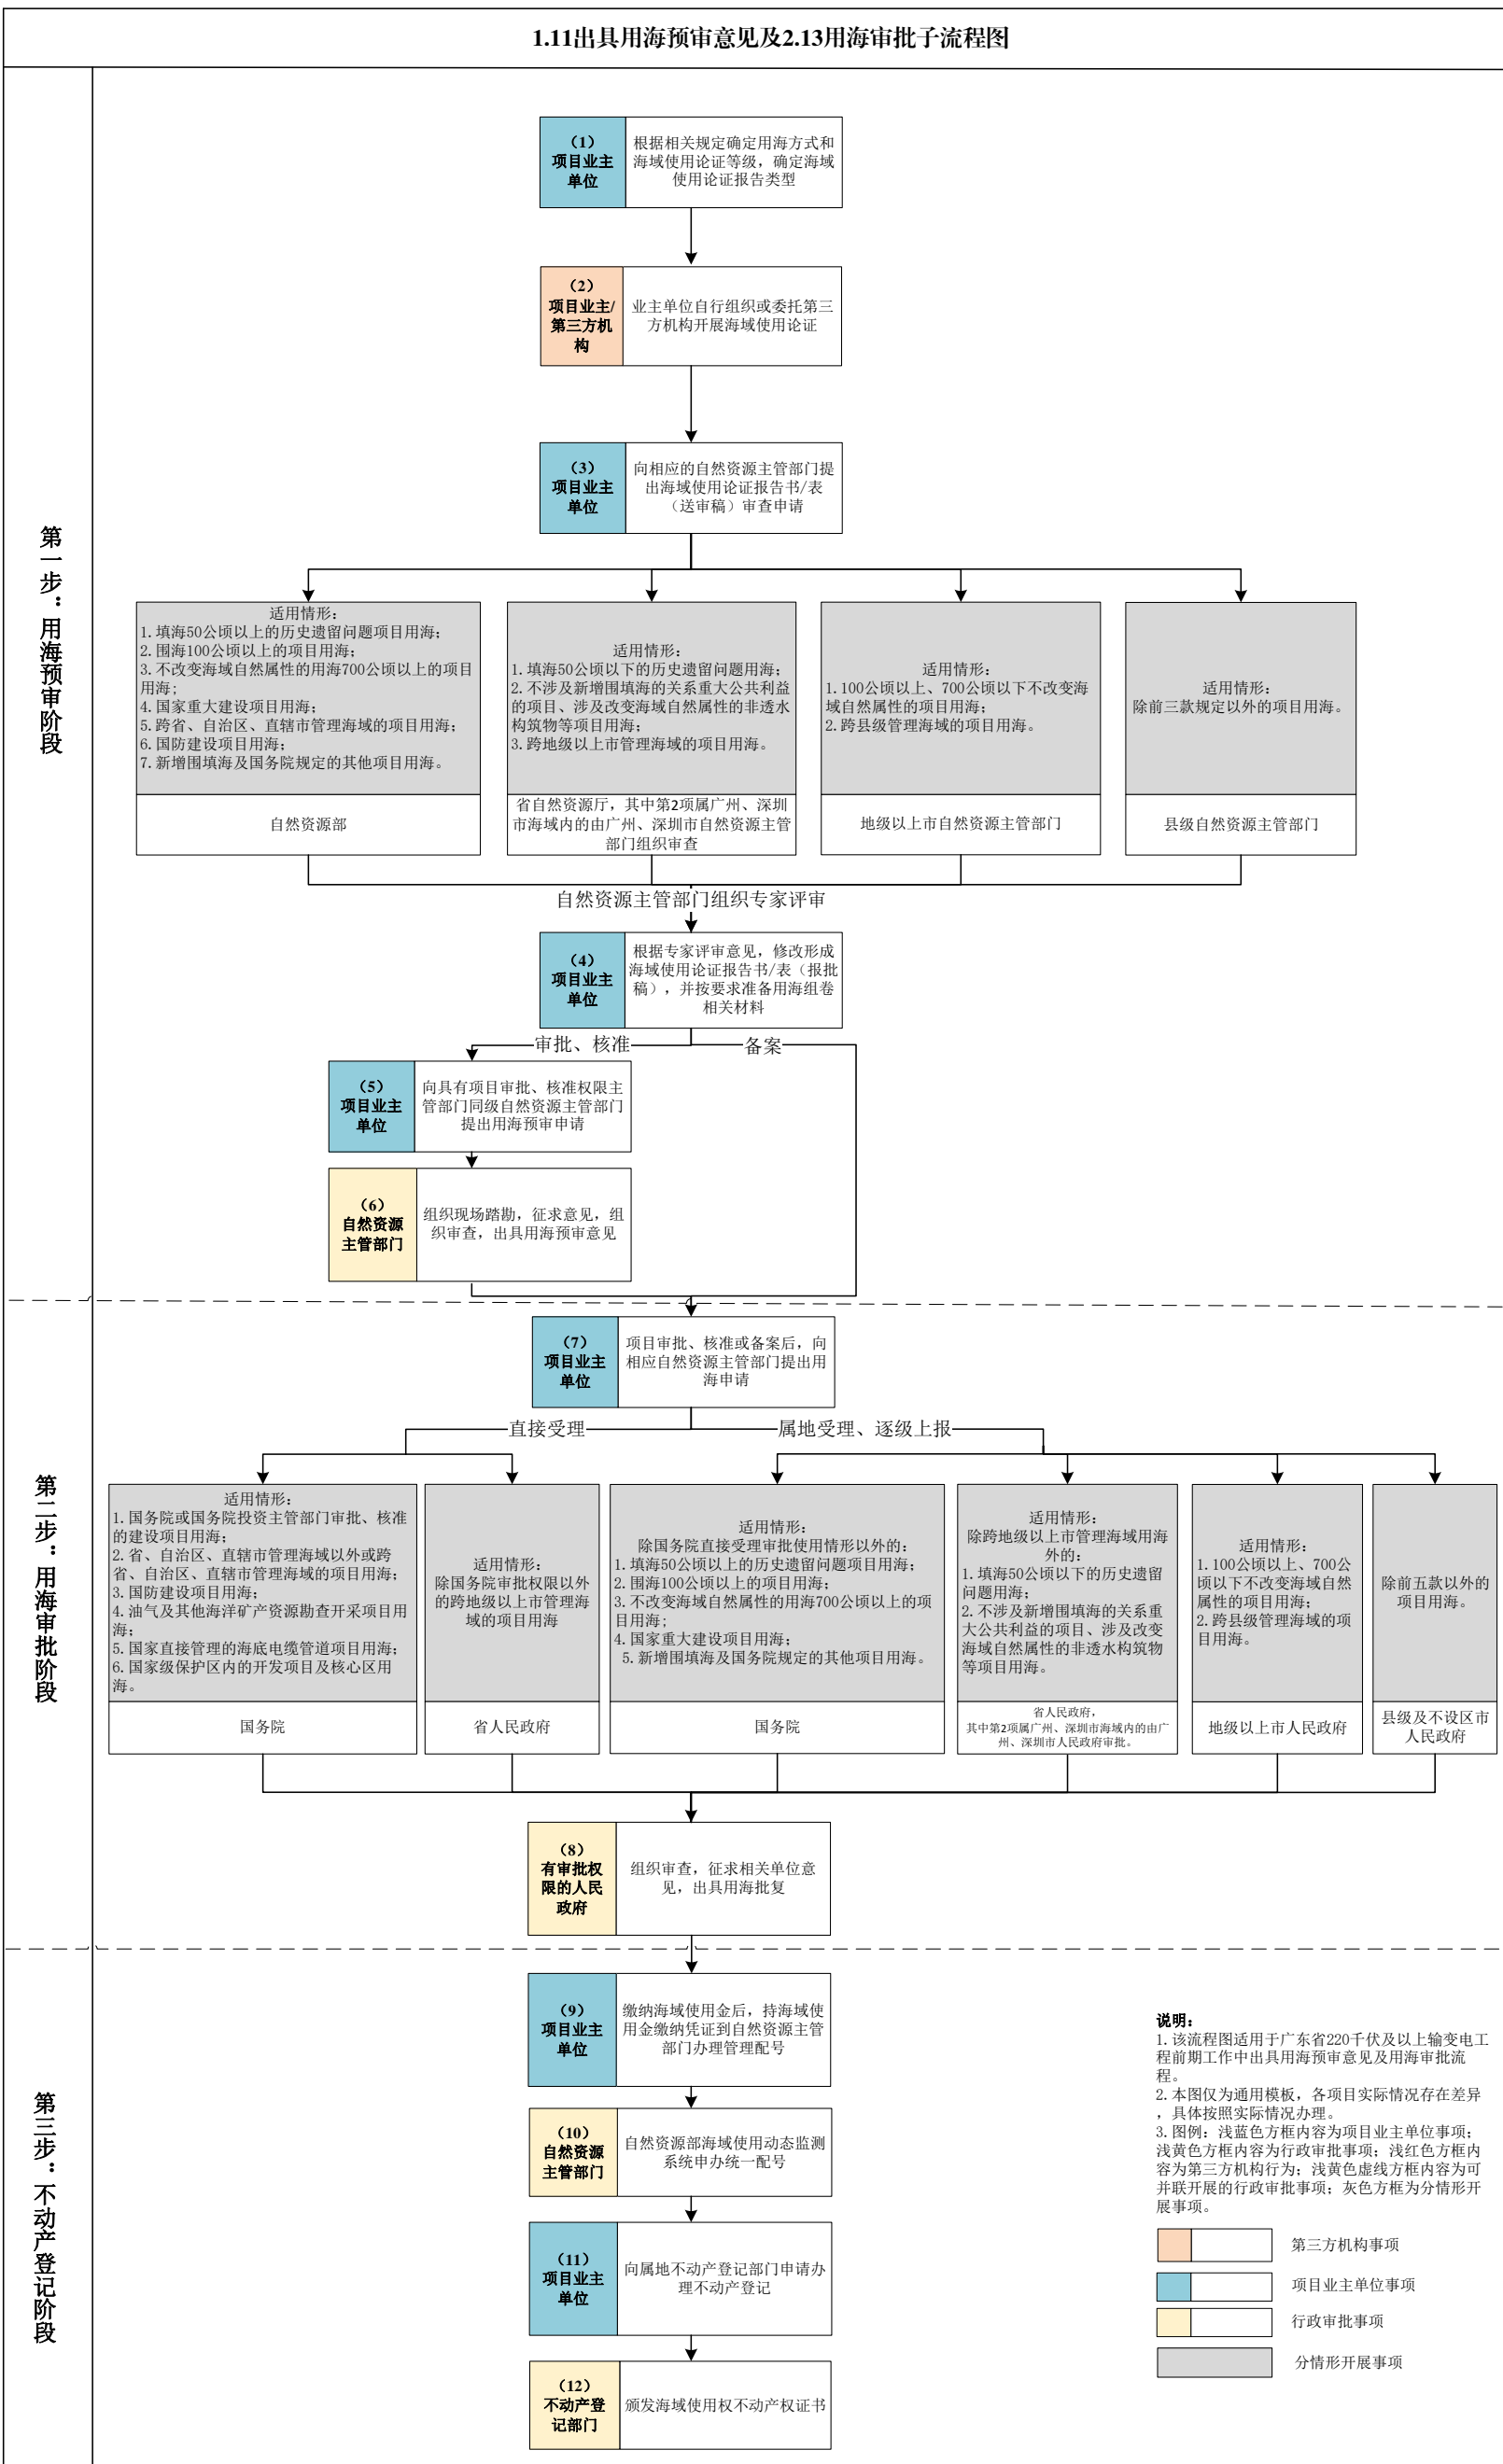 1.11出具用海预审意见及2.13用海审批子流程图
第一步：用海预审阶段
（1）
项目业主
单位
根据相关规定确定用海方式和
海域使用论证等级，确定海域
使用论证报告类型
（2）
项目业主/
第三方机
构
业主单位自行组织或委托第三
方机构开展海域使用论证
（3）
项目业主
单位
向相应的自然资源主管部门提
出海域使用论证报告书/表
（送审稿）审查申请
适用情形：
1.填海50公顷以上的历史遗留问题项目用海；
2.围海100公顷以上的项目用海；
3.不改变海域自然属性的用海700公顷以上的项目
用海；
4.国家重大建设项目用海；
5.跨省、自治区、直辖市管理海域的项目用海；
6.国防建设项目用海；
7.新增围填海及国务院规定的其他项目用海。
自然资源部
适用情形：
1.填海50公顷以下的历史遗留问题用海；
2.不涉及新增围填海的关系重大公共利益
的项目、涉及改变海域自然属性的非透水
构筑物等项目用海；
3.跨地级以上市管理海域的项目用海。
省自然资源厅，其中第2项属广州、深圳
市海域内的由广州、深圳市自然资源主管
部门组织审查
适用情形：
1.100公顷以上、700公顷以下不改变海
域自然属性的项目用海；
2.跨县级管理海域的项目用海。
地级以上市自然资源主管部门
适用情形：
除前三款规定以外的项目用海。
县级自然资源主管部门
自然资源主管部门组织专家评审
（4）
项目业主
单位
根据专家评审意见，修改形成
海域使用论证报告书/表（报批
稿），并按要求准备用海组卷
相关材料
审批、核准
备案
（5）
项目业主
单位
向具有项目审批、核准权限主
管部门同级自然资源主管部门
提出用海预审申请
（6）
自然资源
主管部门
组织现场踏勘，征求意见，组
织审查，出具用海预审意见
第二步：用海审批阶段
（7）
项目业主
单位
项目审批、核准或备案后，向
相应自然资源主管部门提出用
海申请
直接受理
属地受理、逐级上报
适用情形：
1.国务院或国务院投资主管部门审批、核准
的建设项目用海；
2.省、自治区、直辖市管理海域以外或跨
省、自治区、直辖市管理海域的项目用海；
3.国防建设项目用海；
4.油气及其他海洋矿产资源勘查开采项目用
海；
5.国家直接管理的海底电缆管道项目用海；
6.国家级保护区内的开发项目及核心区用
海。
国务院
适用情形：
除国务院审批权限以外
的跨地级以上市管理海
域的项目用海
省人民政府
适用情形：
除国务院直接受理审批使用情形以外的：
1.填海50公顷以上的历史遗留问题项目用海；
2.围海100公顷以上的项目用海；
3.不改变海域自然属性的用海700公顷以上的项
目用海；
4.国家重大建设项目用海；
5.新增围填海及国务院规定的其他项目用海。
国务院
适用情形：
除跨地级以上市管理海域用海
外的：
1.填海50公顷以下的历史遗留
问题用海；
2.不涉及新增围填海的关系重
大公共利益的项目、涉及改变
海域自然属性的非透水构筑物
等项目用海。
省人民政府，
其中第2项属广州、深圳市海域内的由广
州、深圳市人民政府审批。
适用情形：
1.100公顷以上、700公
顷以下不改变海域自然
属性的项目用海；
2.跨县级管理海域的项
目用海。
地级以上市人民政府
除前五款以外的
项目用海。
县级及不设区市
人民政府
（8）
有审批权
限的人民
政府
组织审查，征求相关单位意
见，出具用海批复
第三步：不动产登记阶段
（9）
项目业主
单位
缴纳海域使用金后，持海域使
用金缴纳凭证到自然资源主管
部门办理管理配号
（10）
自然资源
主管部门
自然资源部海域使用动态监测
系统申办统一配号
（11）
项目业主
单位
向属地不动产登记部门申请办
理不动产登记
（12）
不动产登
记部门
颁发海域使用权不动产权证书
说明：
1.该流程图适用于广东省220千伏及以上输变电工
程前期工作中出具用海预审意见及用海审批流
程。
2.本图仅为通用模板，各项目实际情况存在差异
，具体按照实际情况办理。
3.图例：浅蓝色方框内容为项目业主单位事项；
浅黄色方框内容为行政审批事项；浅红色方框内
容为第三方机构行为；浅黄色虚线方框内容为可
并联开展的行政审批事项；灰色方框为分情形开
展事项。
第三方机构事项
项目业主单位事项
行政审批事项
分情形开展事项